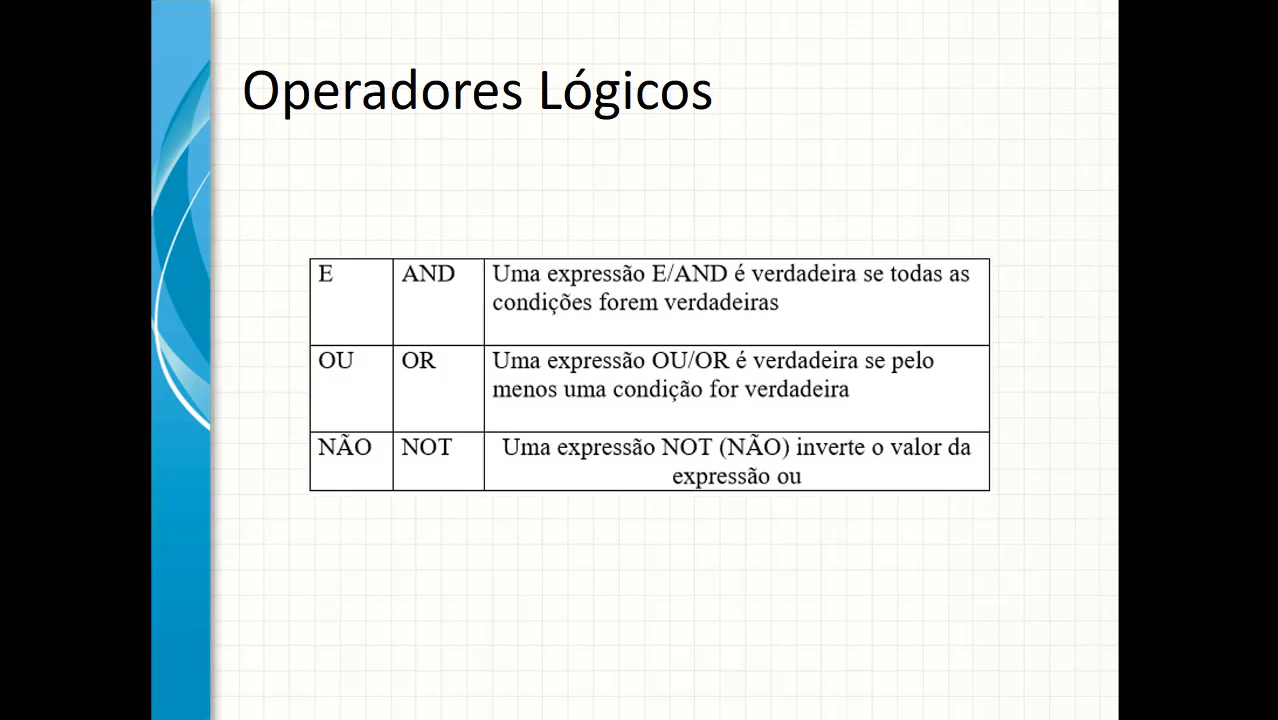 Operadores Lógicos
E AND Uma expressão E/AND é verdadeira se todas as
condições forem verdadeiras
OU OR Uma expressão OU/OR é verdadeira se pelo
menos uma condição for verdadeira
NÃO NOT Uma expressão NOT (NÃO) inverte o valor da
expressão ou